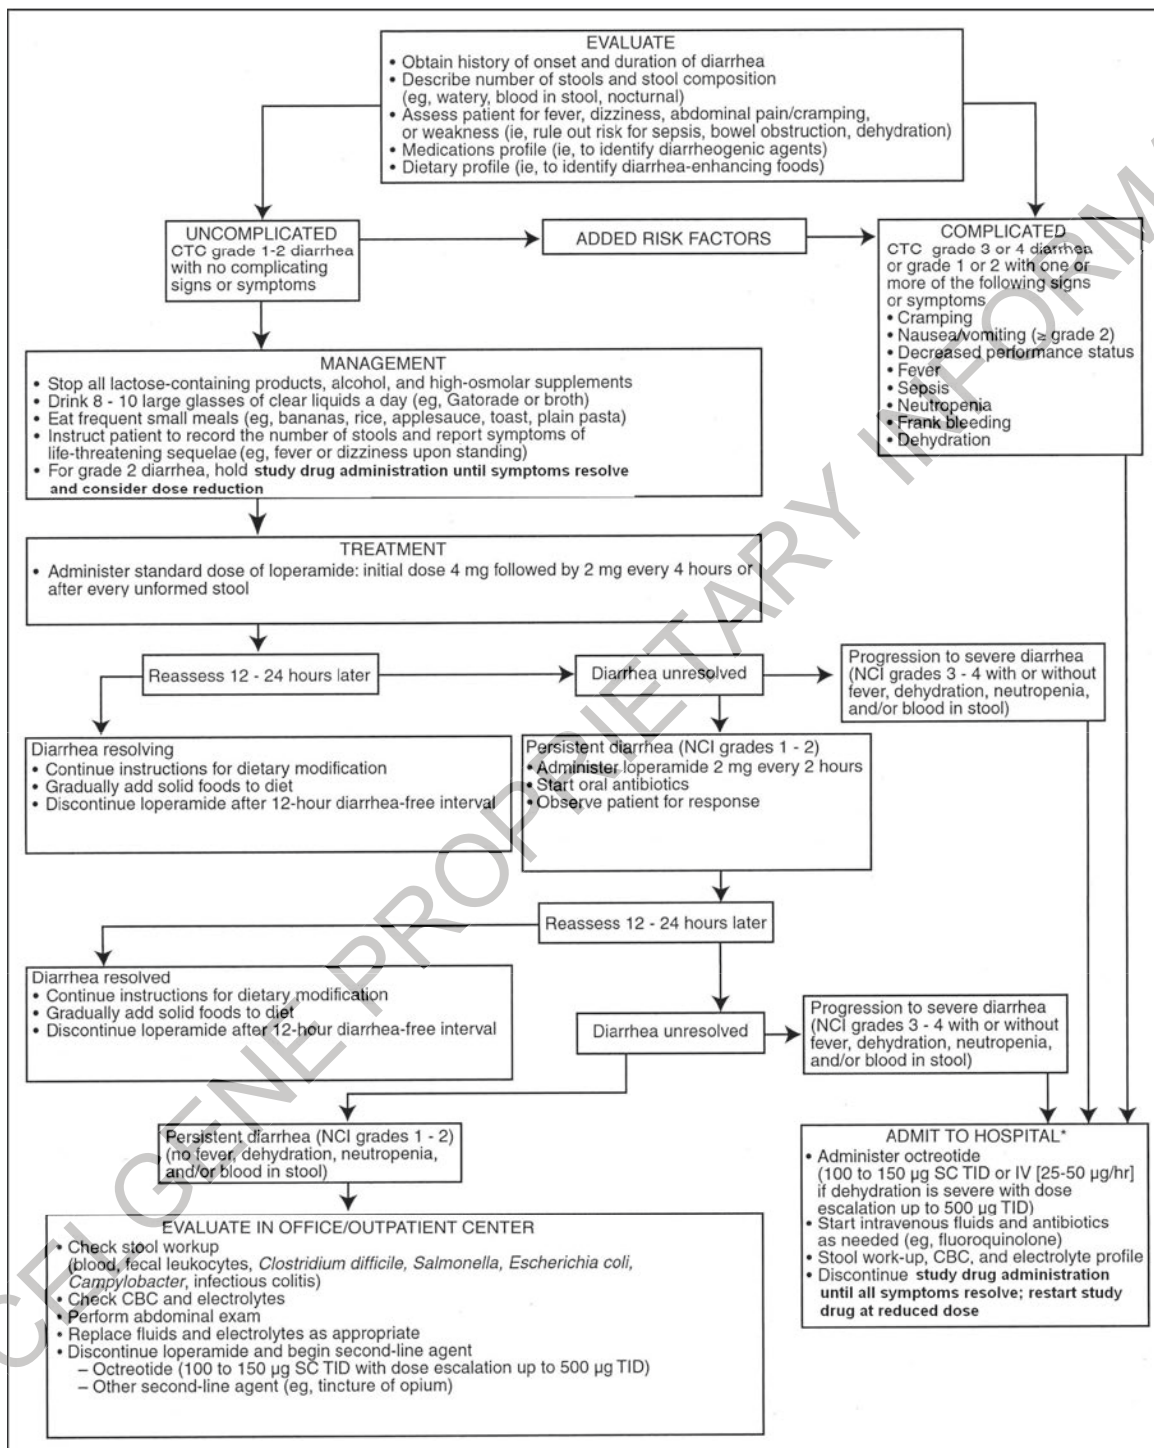 EVALUATE
• Obtain history of onset and duration of diarrhea
• Describe number of stools and stool composition
(eg, watery, blood in stool, nocturnal)
• Assess patient for fever, dizziness, abdominal pain/cramping,
or weakness (ie, rule out risk for sepsis, bowel obstruction, dehydration)
• Medications profile (ie, to identify diarrheogenic agents)
• Dietary profile (ie, to identify diarrhea-enhancing foods)
UNCOMPLICATED
CTC grade 1-2 diarrhea
with no complicating
signs or symptoms
ADDED RISK FACTORS
COMPLICATED
CTC grade 3 or 4 diarrhea
or grade 1 or 2 with one or
more of the following signs
or symptoms
• Cramping
• Nausea/vomiting (≥ grade 2)
• Decreased performance status
• Fever
• Sepsis
• Neutropenia
• Frank bleeding
• Dehydration
MANAGEMENT
• Stop all lactose-containing products, alcohol, and high-osmolar supplements
• Drink 8 - 10 large glasses of clear liquids a day (eg, Gatorade or broth)
• Eat frequent small meals (eg, bananas, rice, applesauce, toast, plain pasta)
• Instruct patient to record the number of stools and report symptoms of
life-threatening sequelae (eg, fever or dizziness upon standing)
• For grade 2 diarrhea, hold study drug administration until symptoms resolve
and consider dose reduction
TREATMENT
• Administer standard dose of loperamide: initial dose 4 mg followed by 2 mg every 4 hours or
after every unformed stool
Reassess 12 - 24 hours later
Diarrhea unresolved
Progression to severe diarrhea
(NCI grades 3 - 4 with or without
fever, dehydration, neutropenia,
and/or blood in stool)
Diarrhea resolving
• Continue instructions for dietary modification
• Gradually add solid foods to diet
• Discontinue loperamide after 12-hour diarrhea-free interval
Persistent diarrhea (NCI grades 1 - 2)
• Administer loperamide 2 mg every 2 hours
• Start oral antibiotics
• Observe patient for response
Reassess 12 - 24 hours later
Diarrhea resolved
• Continue instructions for dietary modification
• Gradually add solid foods to diet
• Discontinue loperamide after 12-hour diarrhea-free interval
Diarrhea unresolved
Progression to severe diarrhea
(NCI grades 3 - 4 with or without
fever, dehydration, neutropenia,
and/or blood in stool)
Persistent diarrhea (NCI grades 1 - 2)
(no fever, dehydration, neutropenia,
and/or blood in stool)
ADMIT TO HOSPITAL*
• Administer octreotide
(100 to 150 µg SC TID or IV [25-50 µg/hr]
if dehydration is severe with dose
escalation up to 500 µg TID)
• Start intravenous fluids and antibiotics
as needed (eg, fluoroquinolone)
• Stool work-up, CBC, and electrolyte profile
• Discontinue study drug administration
until all symptoms resolve; restart study
drug at reduced dose
EVALUATE IN OFFICE/OUTPATIENT CENTER
• Check stool workup
(blood, fecal leukocytes, Clostridium difficile, Salmonella, Escherichia coli,
Campylobacter, infectious colitis)
• Check CBC and electrolytes
• Perform abdominal exam
• Replace fluids and electrolytes as appropriate
• Discontinue loperamide and begin second-line agent
– Octreotide (100 to 150 µg SC TID with dose escalation up to 500 µg TID)
– Other second-line agent (eg, tincture of opium)
CELGENE PROPRIETARY INFORM